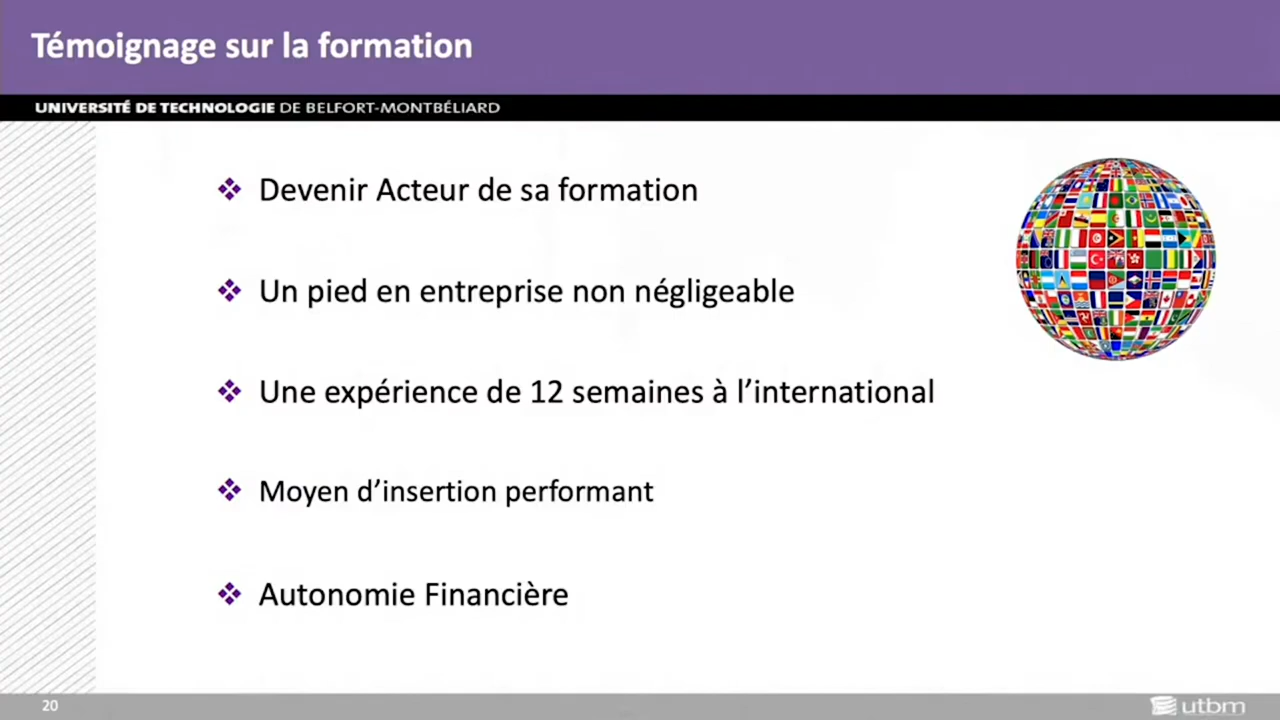 Témoignage sur la formation
UNIVERSITÉ DE TECHNOLOGIE DE BELFORT-MONTBÉLIARD
Devenir Acteur de sa formation
Un pied en entreprise non négligeable
Une expérience de 12 semaines à l’international
Moyen d’insertion performant
Autonomie Financière
20
utbm